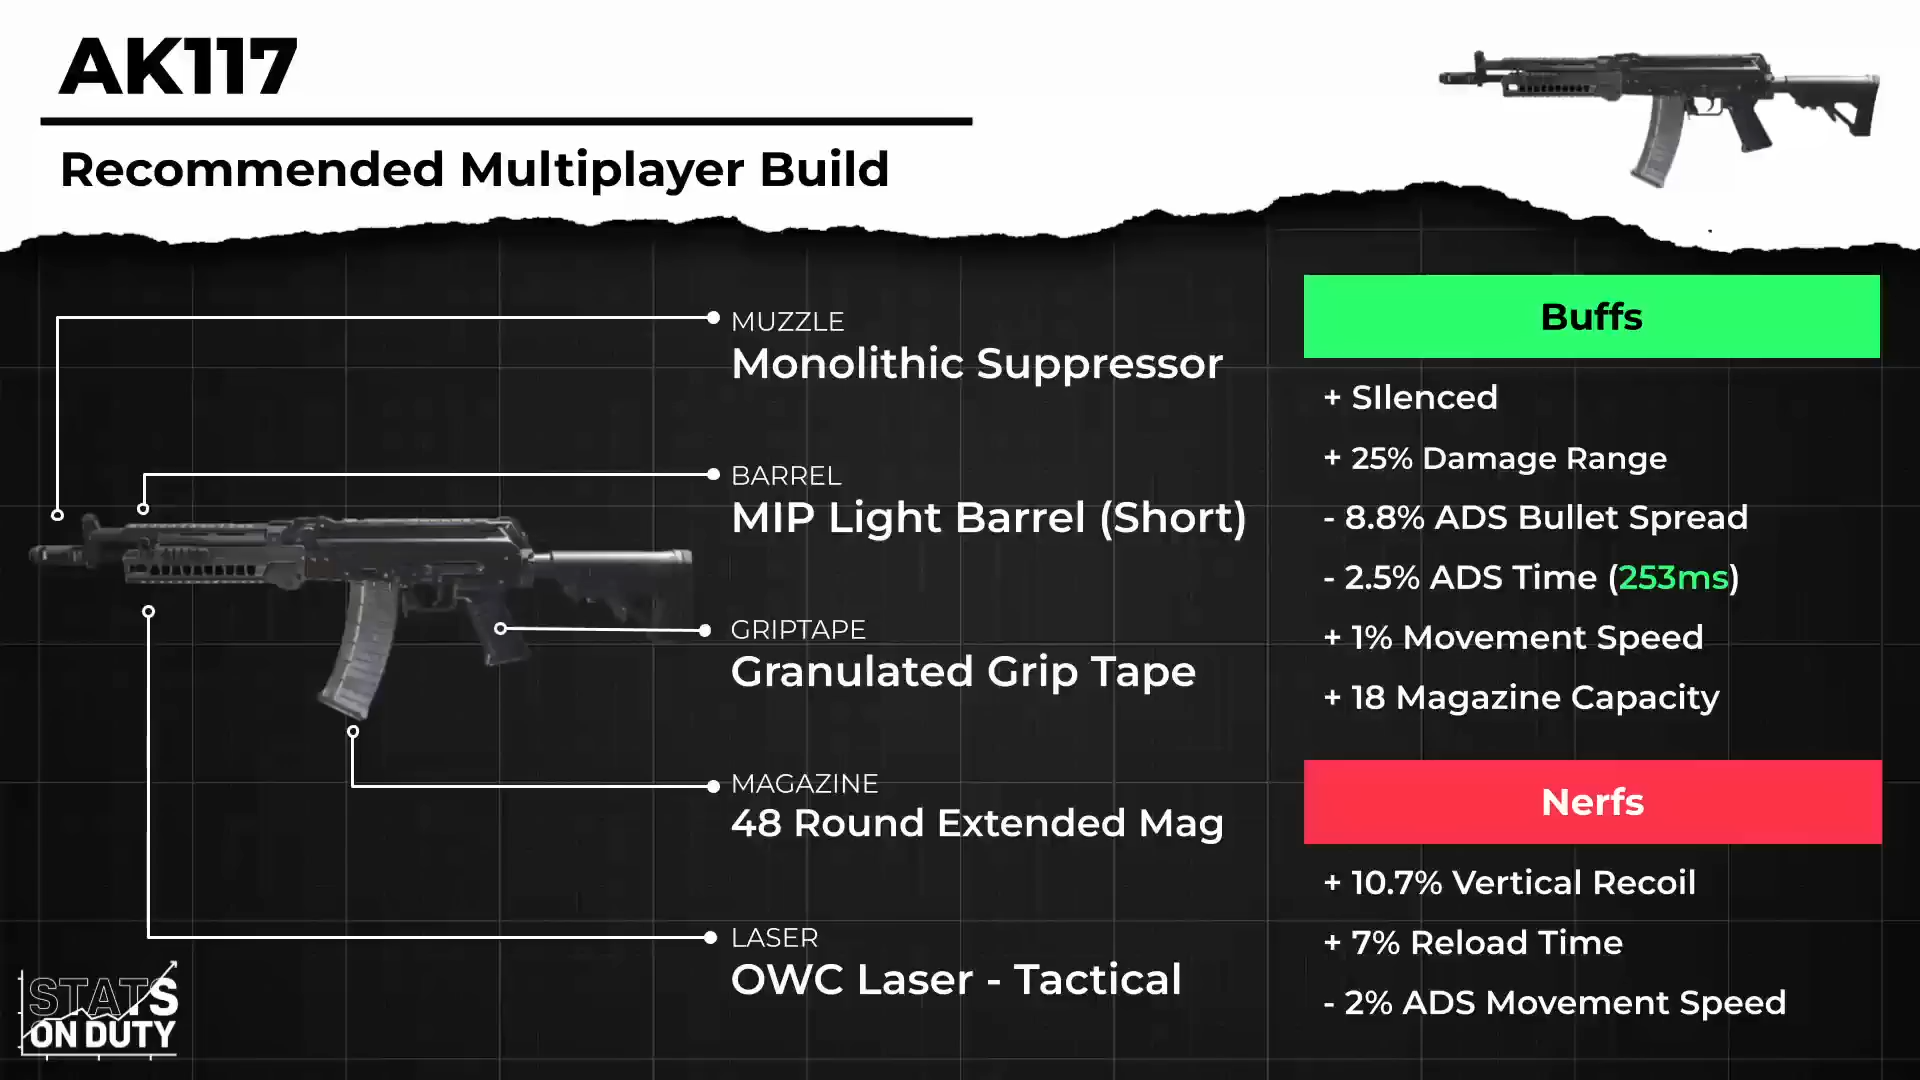 AK117
Recommended Multiplayer Build
MUZZLE
Monolithic Suppressor
BARREL
MIP Light Barrel (Short)
GRIPTAPE
Granulated Grip Tape
MAGAZINE
48 Round Extended Mag
LASER
OWC Laser - Tactical
Buffs
+ SIlenced
+ 25% Damage Range
- 8.8% ADS Bullet Spread
- 2.5% ADS Time (253ms)
+ 1% Movement Speed
+ 18 Magazine Capacity
Nerfs
+ 10.7% Vertical Recoil
+ 7% Reload Time
- 2% ADS Movement Speed
STATS
ON DUTY